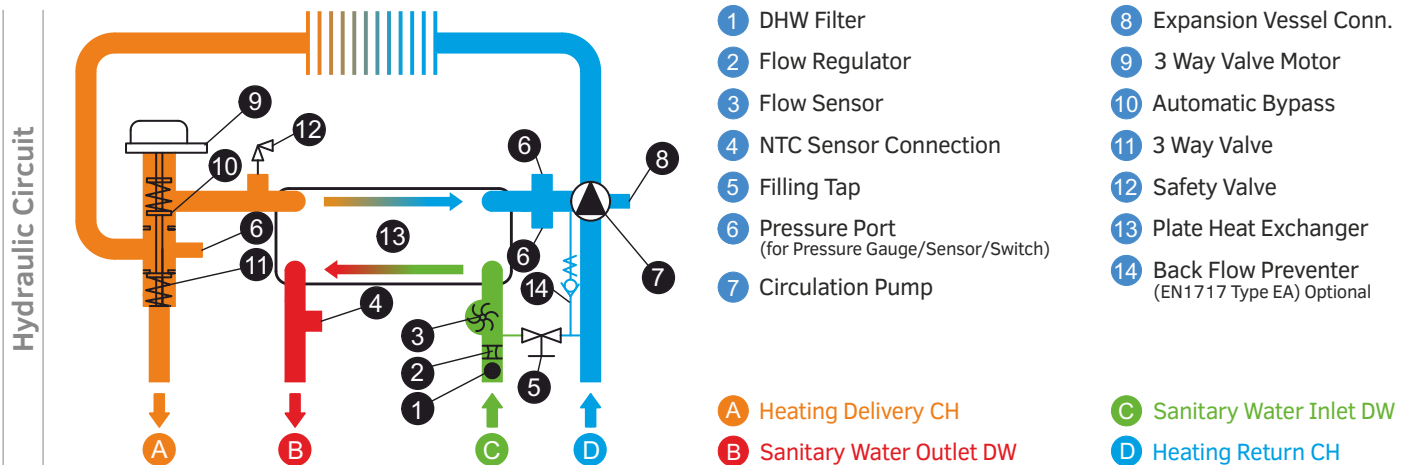 Hydraulic Circuit
9
12
10
6
8
6
13
11
6
7
14
4
3
2
5
1
A
B
C
D
1 DHW Filter
2 Flow Regulator
3 Flow Sensor
4 NTC Sensor Connection
5 Filling Tap
6 Pressure Port
(for Pressure Gauge/Sensor/Switch)
7 Circulation Pump
8 Expansion Vessel Conn.
9 3 Way Valve Motor
10 Automatic Bypass
11 3 Way Valve
12 Safety Valve
13 Plate Heat Exchanger
14 Back Flow Preventer
(EN1717 Type EA) Optional
A Heating Delivery CH
B Sanitary Water Outlet DW
C Sanitary Water Inlet DW
D Heating Return CH